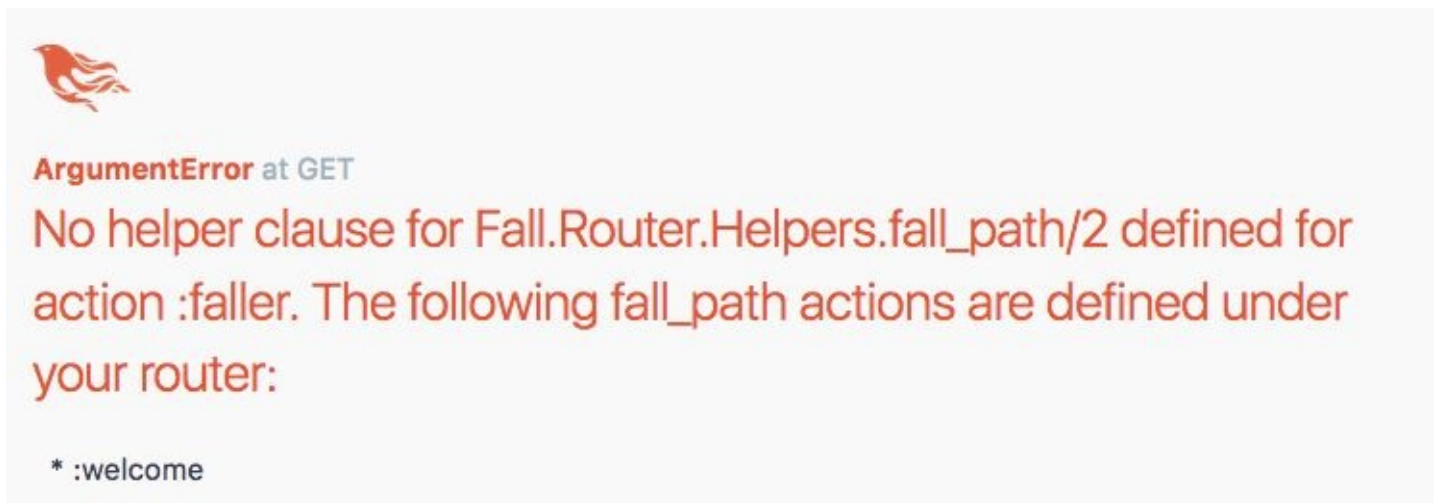 ArgumentError at GET
No helper clause for Fall.Router.Helpers.fall_path/2 defined for
action :faller. The following fall_path actions are defined under
your router:
* :welcome